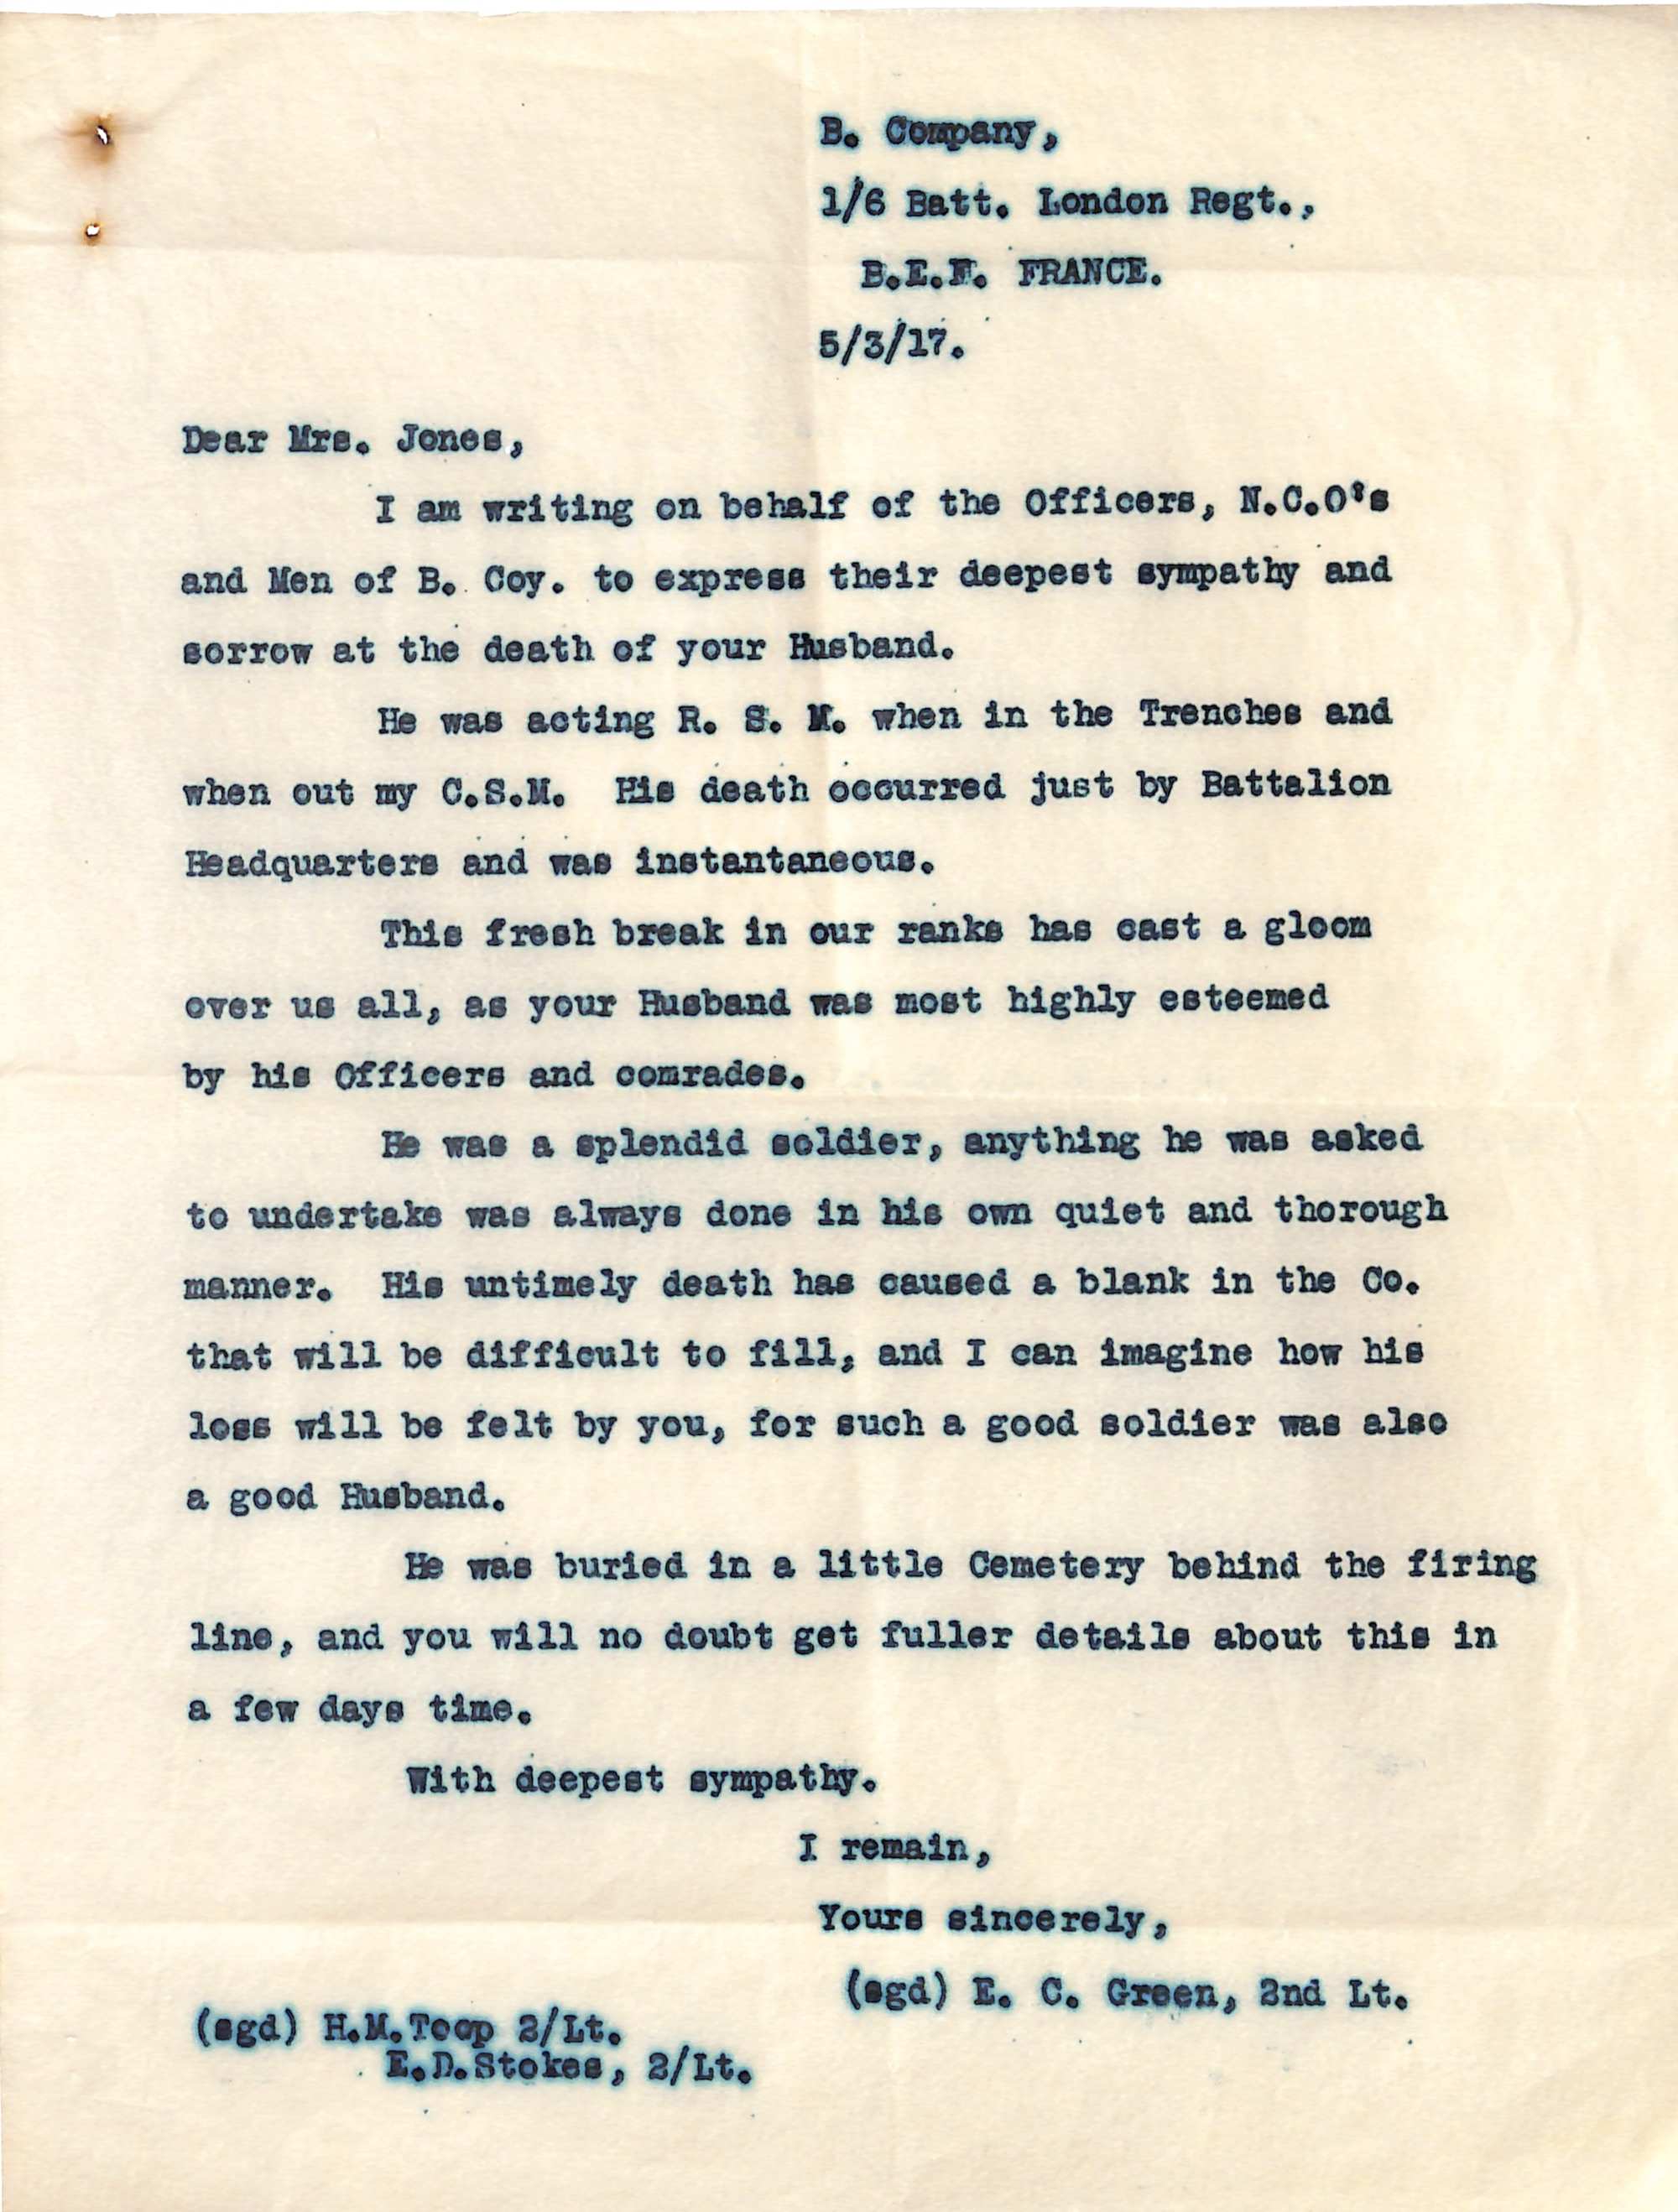 B. Company,
1/6 Batt. London Regt.,
B.E.F. FRANCE.
5/3/17.
Dear Mrs. Jones,
I am writing on behalf of the Officers, N.C.O's
and Men of B. Coy. to express their deepest sympathy and
sorrow at the death of your Husband.
He was acting R. S. M. when in the Trenches and
when out my C.S.M. His death occurred just by Battalion
Headquarters and was instantaneous.
This fresh break in our ranks has cast a gloom
over us all, as your Husband was most highly esteemed
by his Officers and comrades.
He was a splendid soldier, anything he was asked
to undertake was always done in his own quiet and thorough
manner. His untimely death has caused a blank in the Co.
that will be difficult to fill, and I can imagine how his
loss will be felt by you, for such a good soldier was also
a good Husband.
He was buried in a little Cemetery behind the firing
line, and you will no doubt get fuller details about this in
a few days time.
With deepest sympathy.
I remain,
Yours sincerely,
(sgd) E. C. Green, 2nd Lt.
(sgd) H.M.Toop 2/Lt.
E.D.Stokes, 2/Lt.